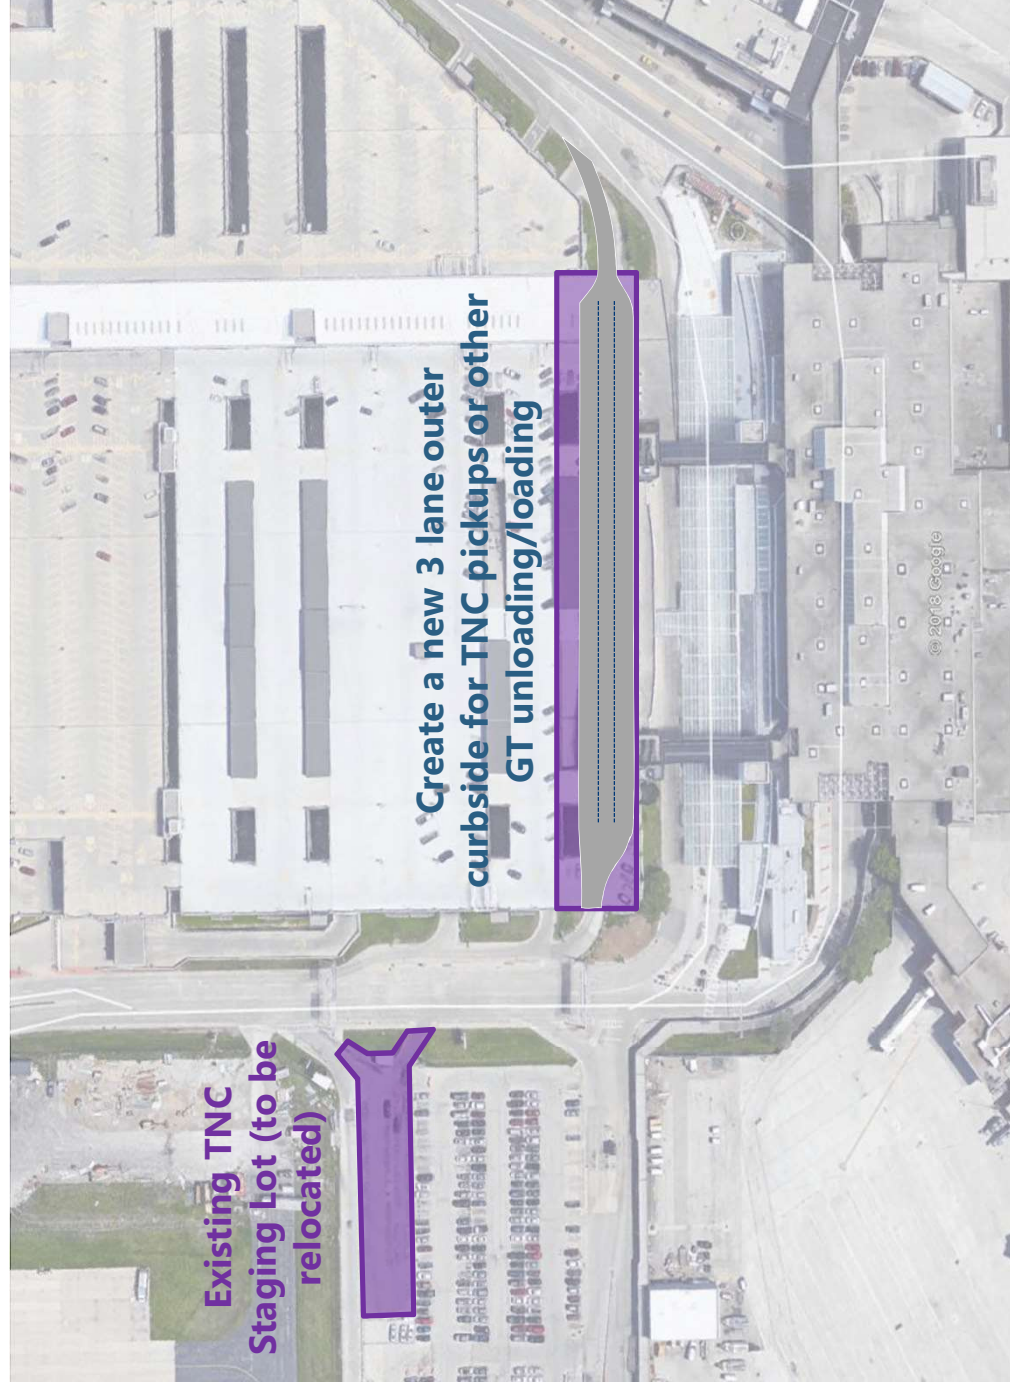 Create a new 3 lane outer
curbside for TNC pickups or other
GT unloading/loading
Existing TNC
Staging Lot (to be
relocated)
© 2018 Google